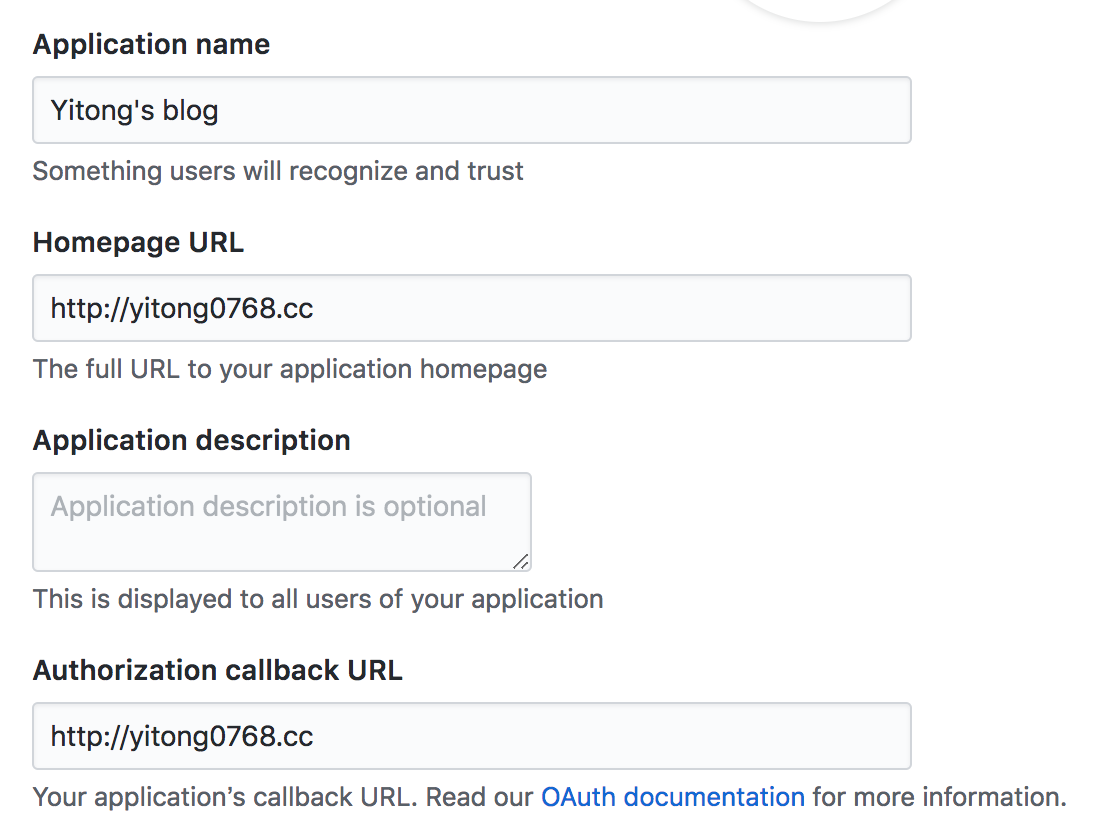 Application name
Yitong's blog
Something users will recognize and trust
Homepage URL
http://yitong0768.cc
The full URL to your application homepage
Application description
Application description is optional
This is displayed to all users of your application
Authorization callback URL
http://yitong0768.cc
Your application’s callback URL. Read our OAuth documentation for more information.